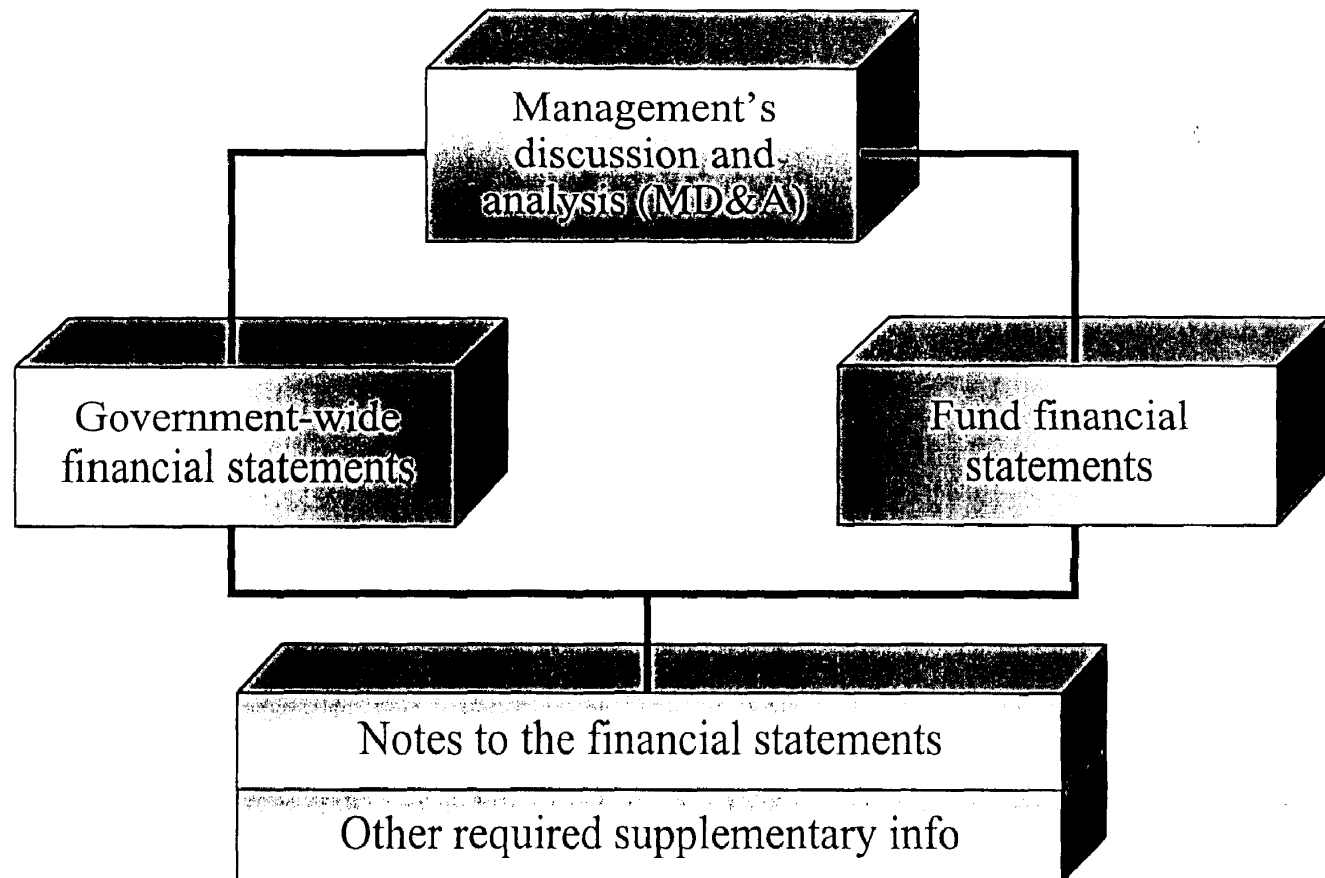 Management’s
discussion and
analysis (MD&A)
Government-wide
financial statements
Fund financial
statements
Notes to the financial statements
Other required supplementary info